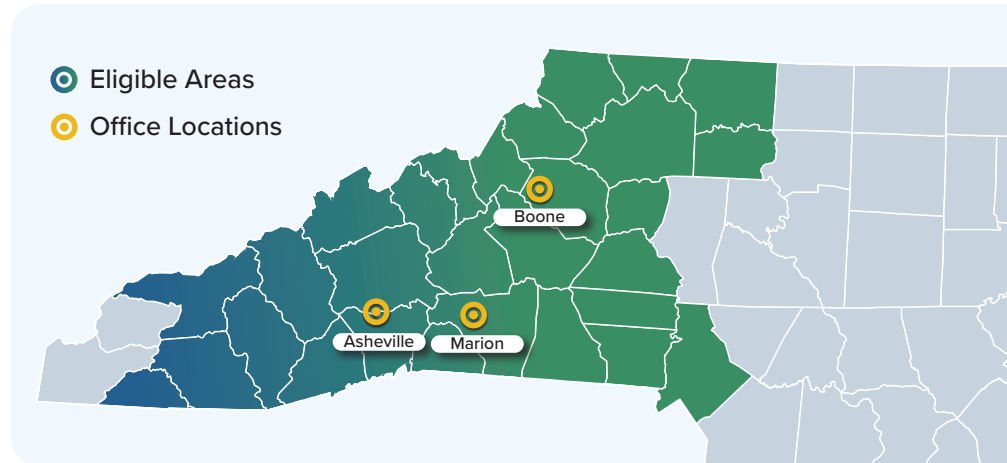 Eligible Areas
Office Locations
Boone
Asheville
Marion